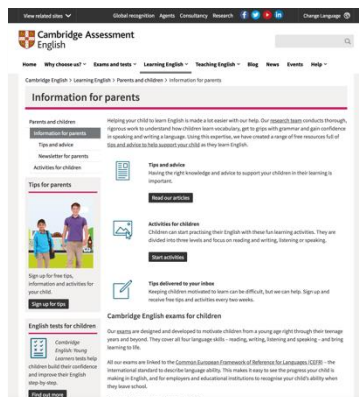 View related sites
Global recognition Agents Consultancy Research
Change Language
Cambridge Assessment
English
Home Why choose us? Exams and tests Learning English Teaching English Blog News Events Help
Cambridge English > Learning English > Parents and children > Information for parents
Information for parents
Parents and children
Information for parents
Tips and advice
Newsletter for parents
Activities for children
Tips for parents
Sign up for free tips,
information and activities for
your child.
Sign up for tips
English tests for children
Cambridge
English: Young
Learners tests help
children build their confidence
and improve their English
step-by-step.
Find out more
Helping your child to learn English is made a lot easier with our help. Our research team conducts thorough,
rigorous work to understand how children learn vocabulary, get to grips with grammar and gain confidence
in speaking and writing a language. Using this expertise, we have created a range of free resources full of
tips and advice to help support your child as they learn English.
Tips and advice
Having the right knowledge and advice to support your children in their learning is
important.
Read our articles
Activities for children
Children can practising their English with these fun learning activities. They are
divided into three levels and focus on reading and writing, listening or speaking.
Start activities
Tips delivered to your inbox
Keeping children motivated to learn can be difficult, but we can help. Sign up and
receive free tips and activities every two weeks.
Cambridge English exams for children
Our exams are designed and developed to motivate children from a young age right through their teenage
years and beyond. They cover all four language skills – reading, writing, listening and speaking – and bring
learning to life.
All our exams are linked to the Common European Framework of Reference for Languages (CEFR) – the
international standard to describe language ability. This makes it easy to see the progress your child is
making in English, and for employers and educational institutions to recognise your child's ability when
they leave school.